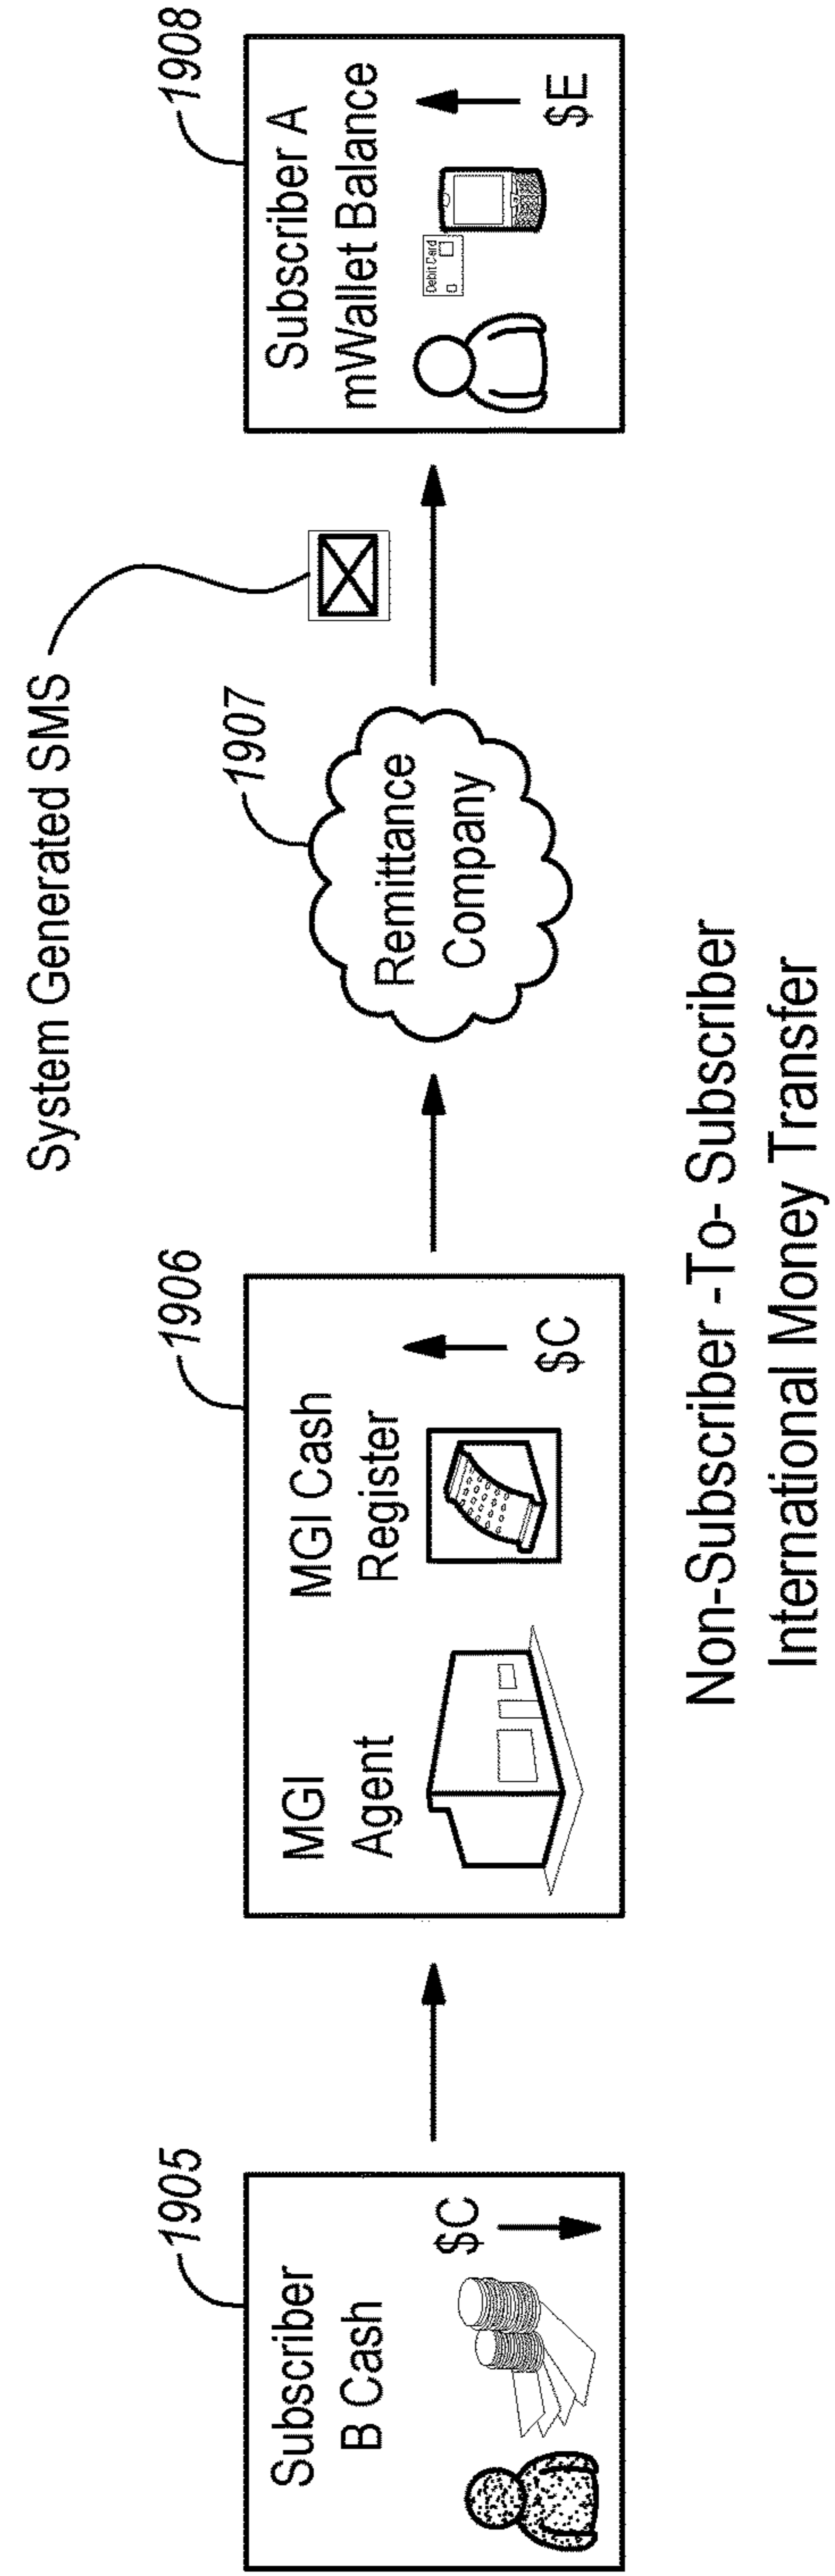 System Generated SMS
1905
Subscriber
B Cash
$C
1906
MGI
Agent
MGI Cash
Register
$C
1907
Remittance
Company
1908
Subscriber A
mWallet Balance
Debit Card
$E
Non-Subscriber -To- Subscriber
International Money Transfer